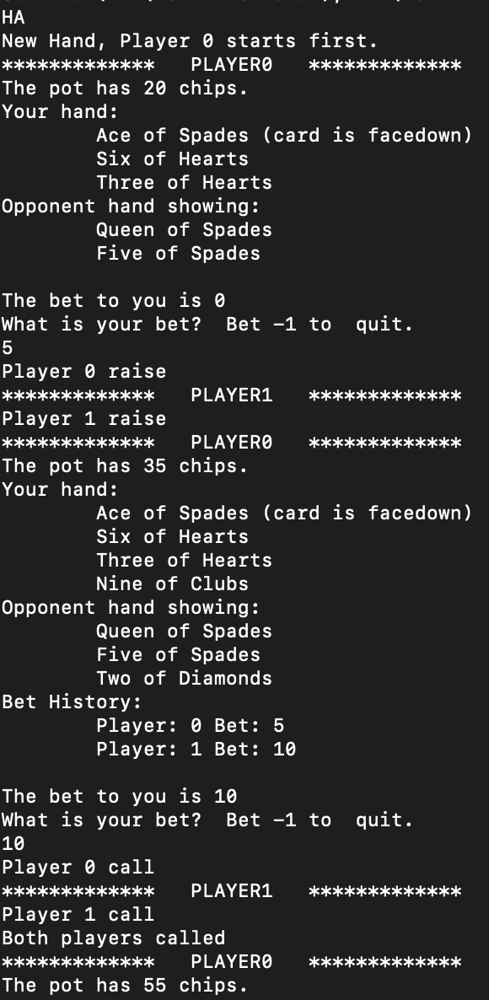 HA
New Hand, Player 0 starts first.
************* PLAYER0 *************
The pot has 20 chips.
Your hand:
Ace of Spades (card is facedown)
Six of Hearts
Three of Hearts
Opponent hand showing:
Queen of Spades
Five of Spades
The bet to you is 0
What is your bet? Bet -1 to quit.
5
Player 0 raise
************* PLAYER1 *************
Player 1 raise
************* PLAYER0 *************
The pot has 35 chips.
Your hand:
Ace of Spades (card is facedown)
Six of Hearts
Three of Hearts
Nine of Clubs
Opponent hand showing:
Queen of Spades
Five of Spades
Two of Diamonds
Bet History:
Player: 0 Bet: 5
Player: 1 Bet: 10
The bet to you is 10
What is your bet? Bet -1 to quit.
10
Player 0 call
************* PLAYER1 *************
Player 1 call
Both players called
************* PLAYER0 *************
The pot has 55 chips.